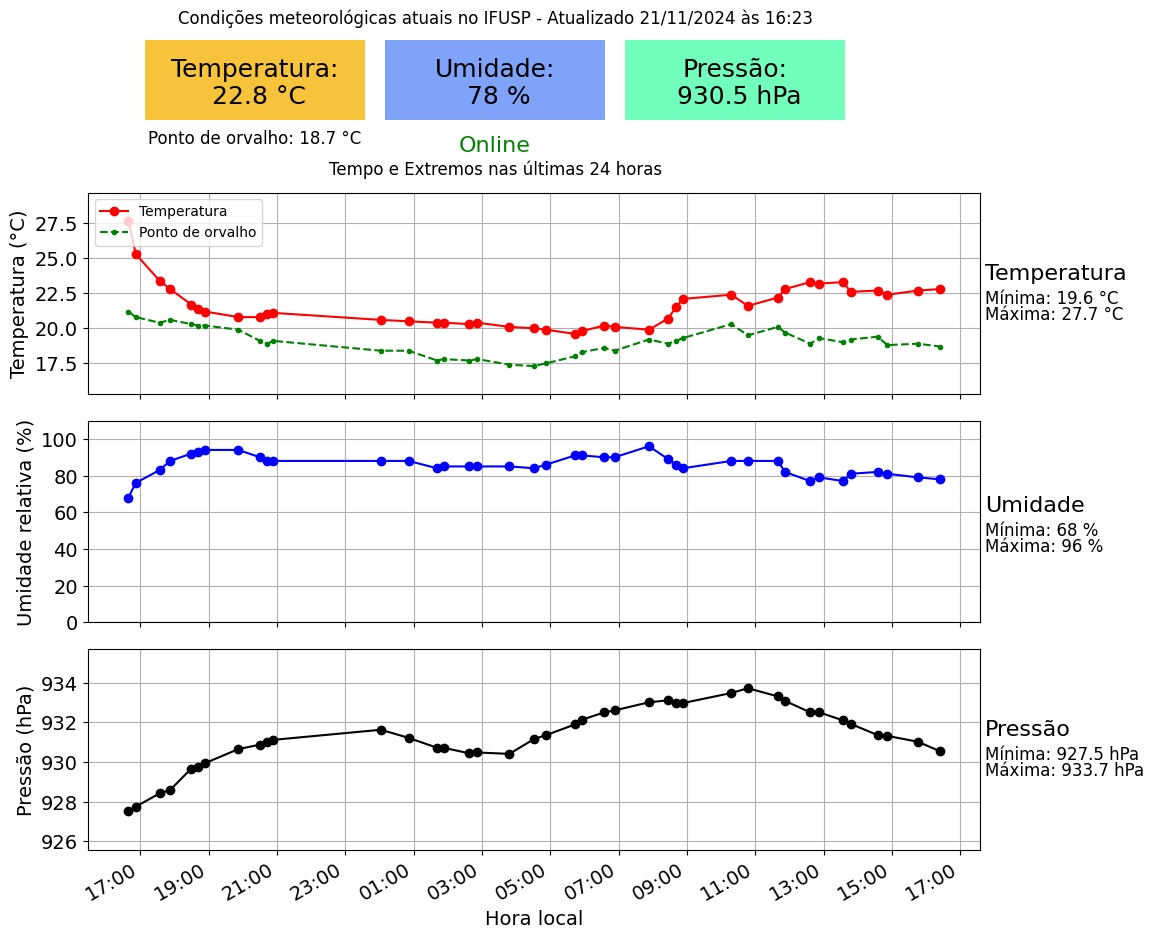 Condições meteorológicas atuais no IFUSP - Atualizado 21/11/2024 às 16:23
Temperatura:
22.8 °C
Umidade:
78 %
Pressão:
930.5 hPa
Ponto de orvalho: 18.7 °C
Online
Tempo e Extremos nas últimas 24 horas
Temperatura (°C)
27.5
25.0
22.5
20.0
17.5
Temperatura
Ponto de orvalho
Temperatura
Mínima: 19.6 °C
Máxima: 27.7 °C
Umidade relativa (%)
100
80
60
40
20
0
Umidade
Mínima: 68 %
Máxima: 96 %
Pressão (hPa)
934
932
930
928
926
Pressão
Mínima: 927.5 hPa
Máxima: 933.7 hPa
17:00 19:00 21:00 23:00 01:00 03:00 05:00 07:00 09:00 11:00 13:00 15:00 17:00
Hora local